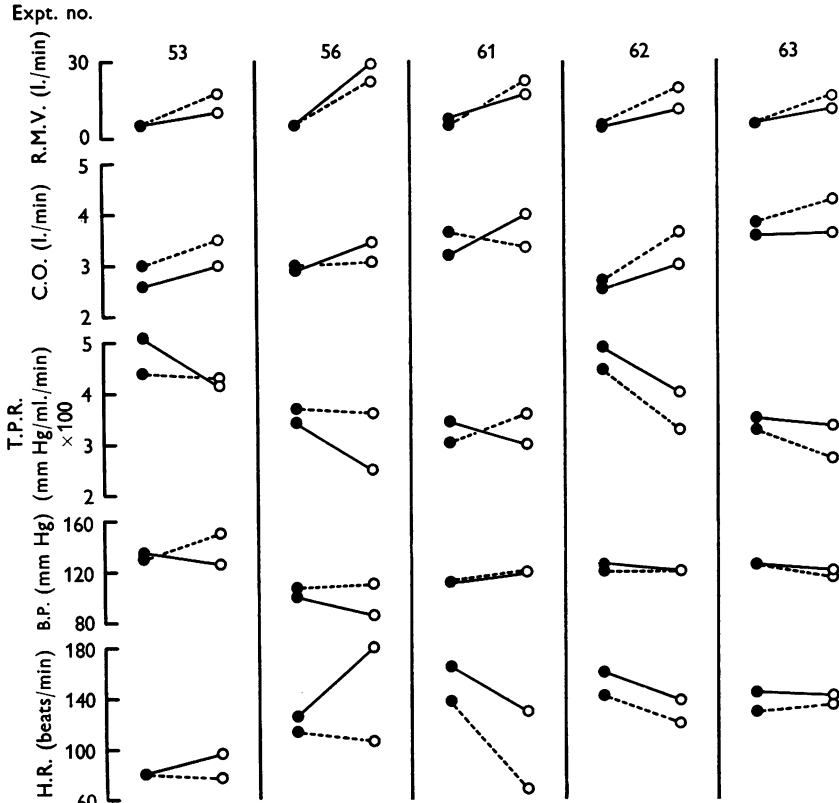 Expt. no.
53 56 61 62 63
R.M.V. (l./min)
30
0
C.O. (l./min)
5
4
3
2
T.P.R.
(mm Hg/ml./min)
×100
5
4
3
2
B.P. (mm Hg)
160
120
80
H.R. (beats/min)
180
140
100
60